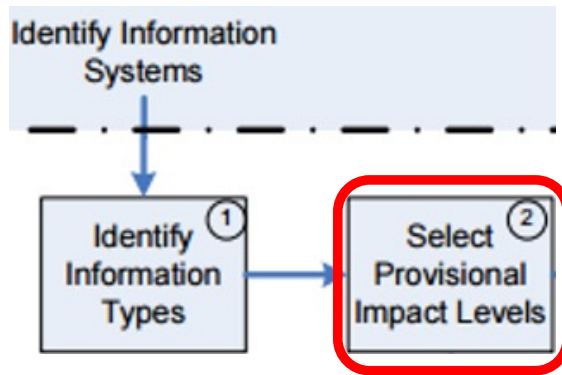 Identify Information
Systems
1
Identify
Information
Types
2
Select
Provisional
Impact Levels